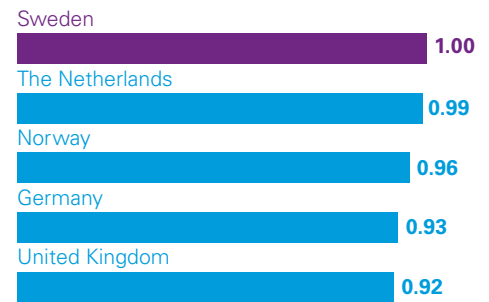 Sweden
1.00
The Netherlands
0.99
Norway
0.96
Germany
0.93
United Kingdom
0.92